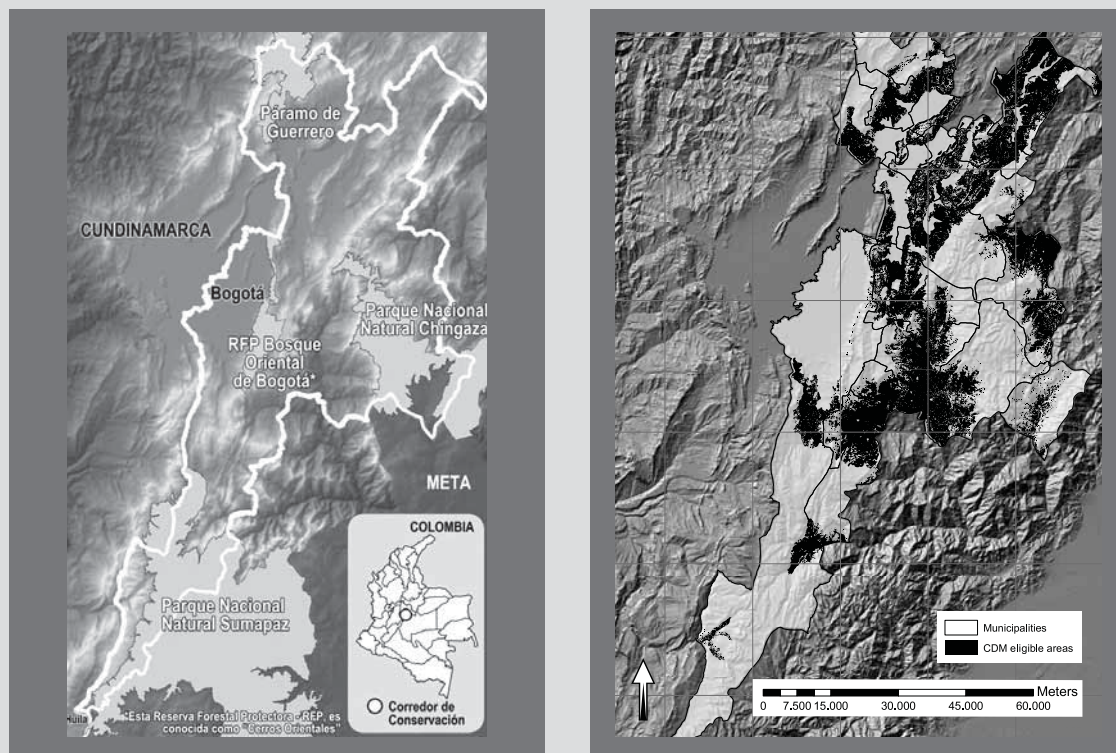 Páramo de
Guerrero
CUNDINAMARCA
Bogotá
Parque Nacional
Natural Chingaza
RFP Bosque
Oriental
de Bogotá*
META
COLOMBIA
Parque Nacional
Natural Sumapaz
Corredor de
Conservación
Huila
*Esta Reserva Forestal Protectora - RFP, es
conocida como "Cerros Orientales"
Municipalities
CDM eligible areas
Meters
0 7.500 15.000 30.000 45.000 60.000